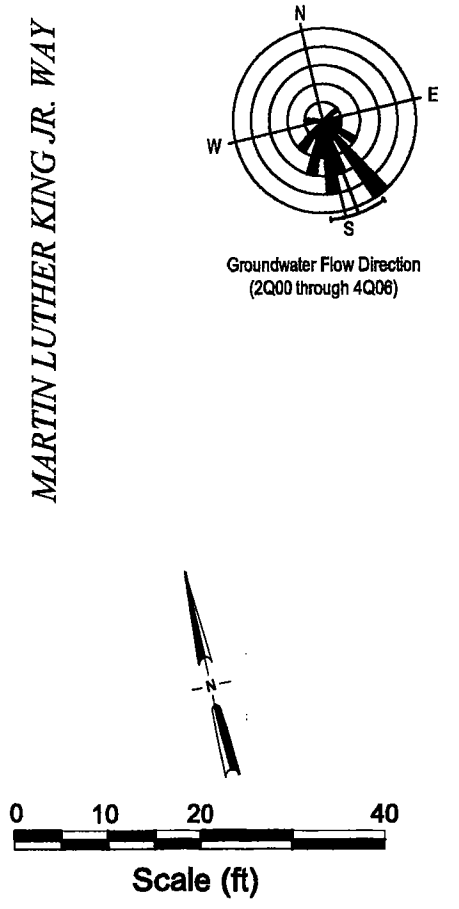 MARTIN LUTHER KING JR. WAY
N
E
W
S
Groundwater Flow Direction
(2Q00 through 4Q06)
N
0 10 20 40
Scale (ft)